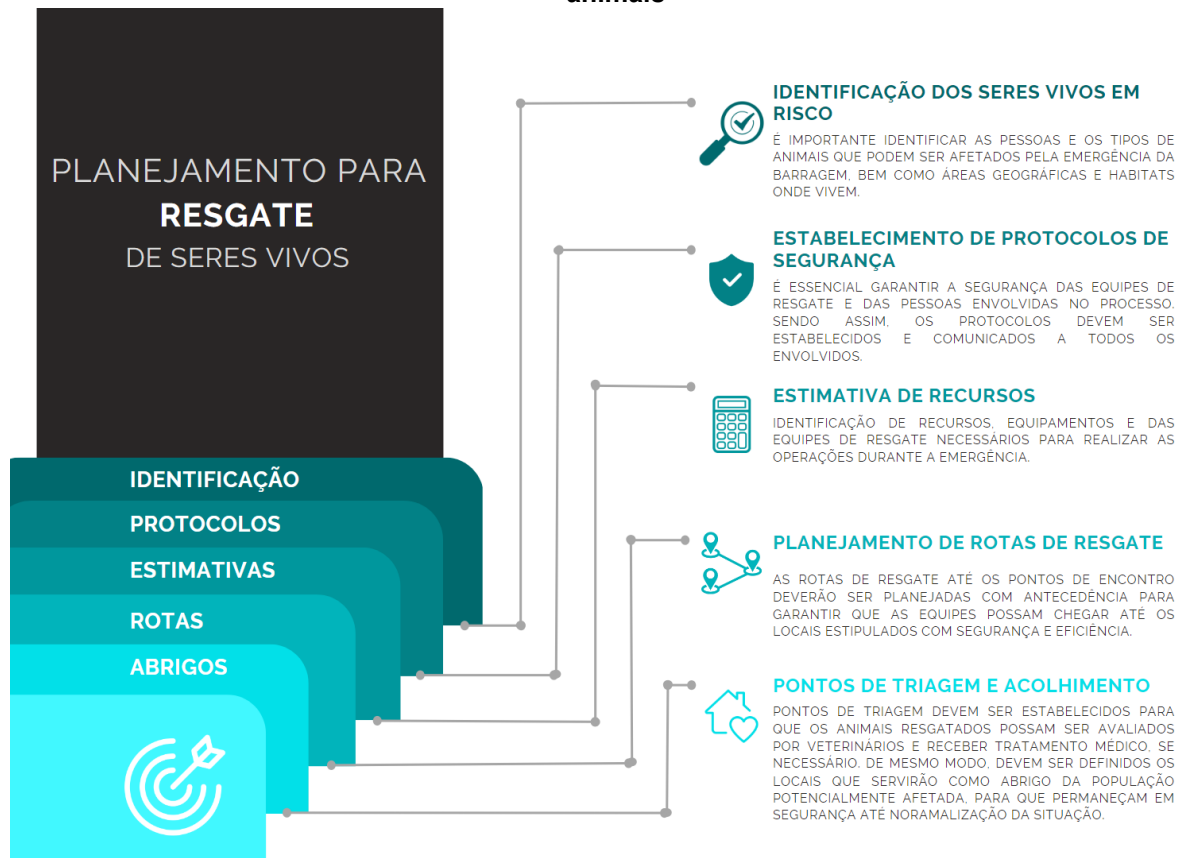 animais
PLANEJAMENTO PARA
RESGATE
DE SERES VIVOS
IDENTIFICAÇÃO
PROTOCOLOS
ESTIMATIVAS
ROTAS
ABRIGOS
IDENTIFICAÇÃO DOS SERES VIVOS EM
RISCO
É IMPORTANTE IDENTIFICAR AS PESSOAS E OS TIPOS DE
ANIMAIS QUE PODEM SER AFETADOS PELA EMERGÊNCIA DA
BARRAGEM, BEM COMO ÁREAS GEOGRÁFICAS E HABITATS
ONDE VIVEM.
ESTABELECIMENTO DE PROTOCOLOS DE
SEGURANÇA
É ESSENCIAL GARANTIR A SEGURANÇA DAS EQUIPES DE
RESGATE E DAS PESSOAS ENVOLVIDAS NO PROCESSO.
SENDO ASSIM, OS PROTOCOLOS DEVEM SER
ESTABELECIDOS E COMUNICADOS A TODOS OS
ENVOLVIDOS.
ESTIMATIVA DE RECURSOS
IDENTIFICAÇÃO DE RECURSOS, EQUIPAMENTOS E DAS
EQUIPES DE RESGATE NECESSÁRIOS PARA REALIZAR AS
OPERAÇÕES DURANTE A EMERGÊNCIA.
PLANEJAMENTO DE ROTAS DE RESGATE
AS ROTAS DE RESGATE ATÉ OS PONTOS DE ENCONTRO
DEVERÃO SER PLANEJADAS COM ANTECEDÊNCIA PARA
GARANTIR QUE AS EQUIPES POSSAM CHEGAR ATÉ OS
LOCAIS ESTIPULADOS COM SEGURANÇA E EFICIÊNCIA.
PONTOS DE TRIAGEM E ACOLHIMENTO
PONTOS DE TRIAGEM DEVEM SER ESTABELECIDOS PARA
QUE OS ANIMAIS RESGATADOS POSSAM SER AVALIADOS
POR VETERINÁRIOS E RECEBER TRATAMENTO MÉDICO, SE
NECESSÁRIO. DE MESMO MODO, DEVEM SER DEFINIDOS OS
LOCAIS QUE SERVIRÃO COMO ABRIGO DA POPULAÇÃO
POTENCIALMENTE AFETADA, PARA QUE PERMANEÇAM EM
SEGURANÇA ATÉ NORAMALIZAÇÃO DA SITUAÇÃO.